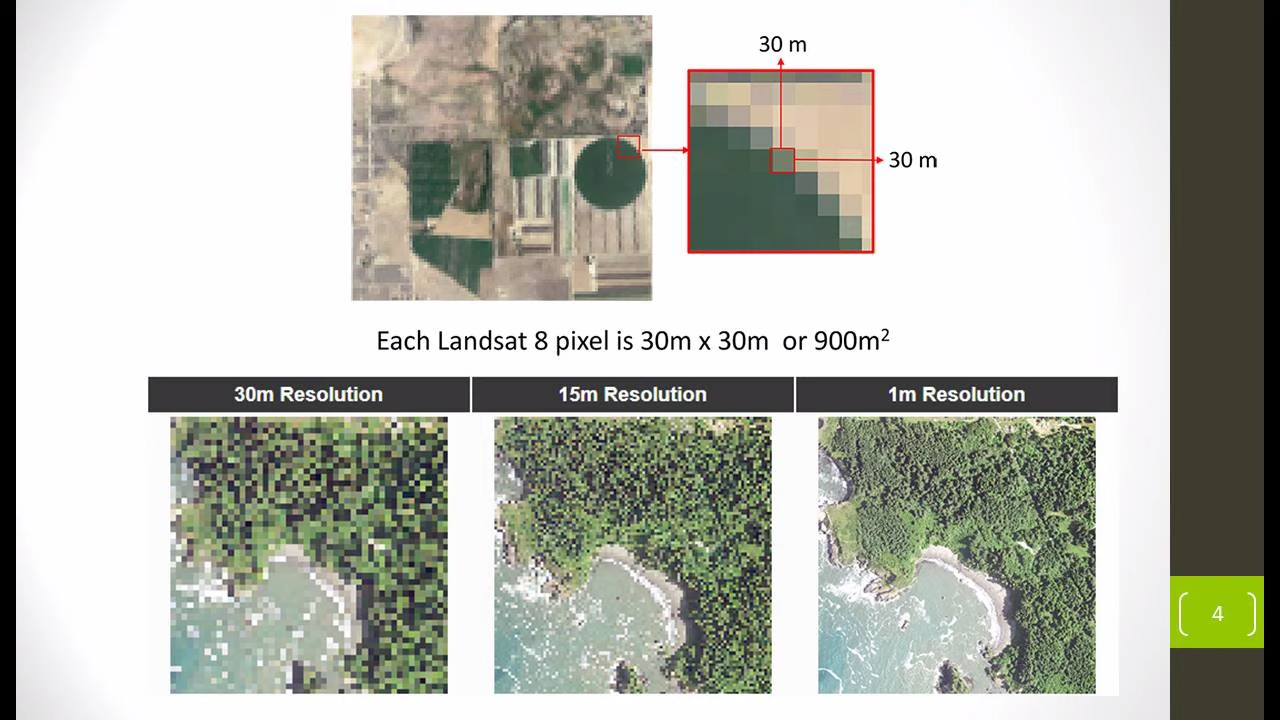 30 m
30 m
Each Landsat 8 pixel is 30m x 30m  or 900m²
30m Resolution
15m Resolution
1m Resolution
4